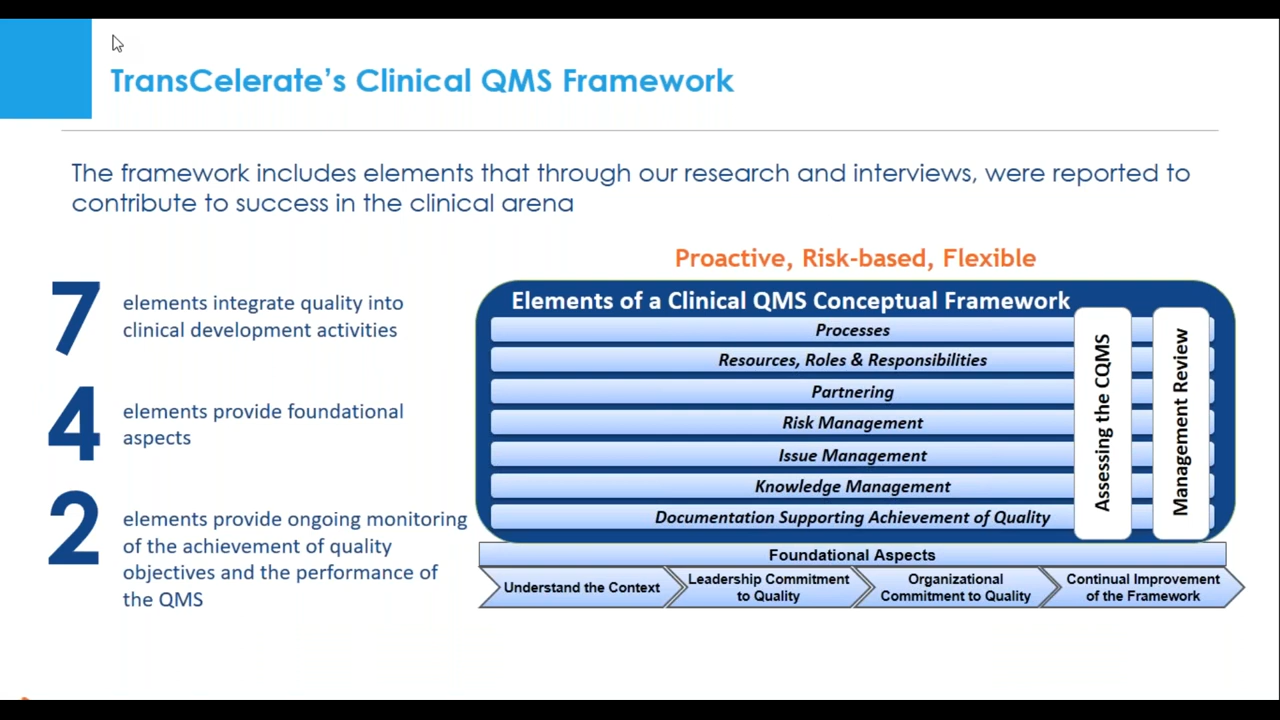 TransCelerate's Clinical QMS Framework
The framework includes elements that through our research and interviews, were reported to
contribute to success in the clinical arena
7
elements integrate quality into
clinical development activities
4
elements provide foundational
aspects
2
elements provide ongoing monitoring
of the achievement of quality
objectives and the performance of
the QMS
Proactive, Risk-based, Flexible
Elements of a Clinical QMS Conceptual Framework
Processes
Resources, Roles & Responsibilities
Partnering
Risk Management
Issue Management
Knowledge Management
Documentation Supporting Achievement of Quality
Assessing the CQMS
Management Review
Foundational Aspects
Understand the Context
Leadership Commitment
to Quality
Organizational
Commitment to Quality
Continual Improvement
of the Framework